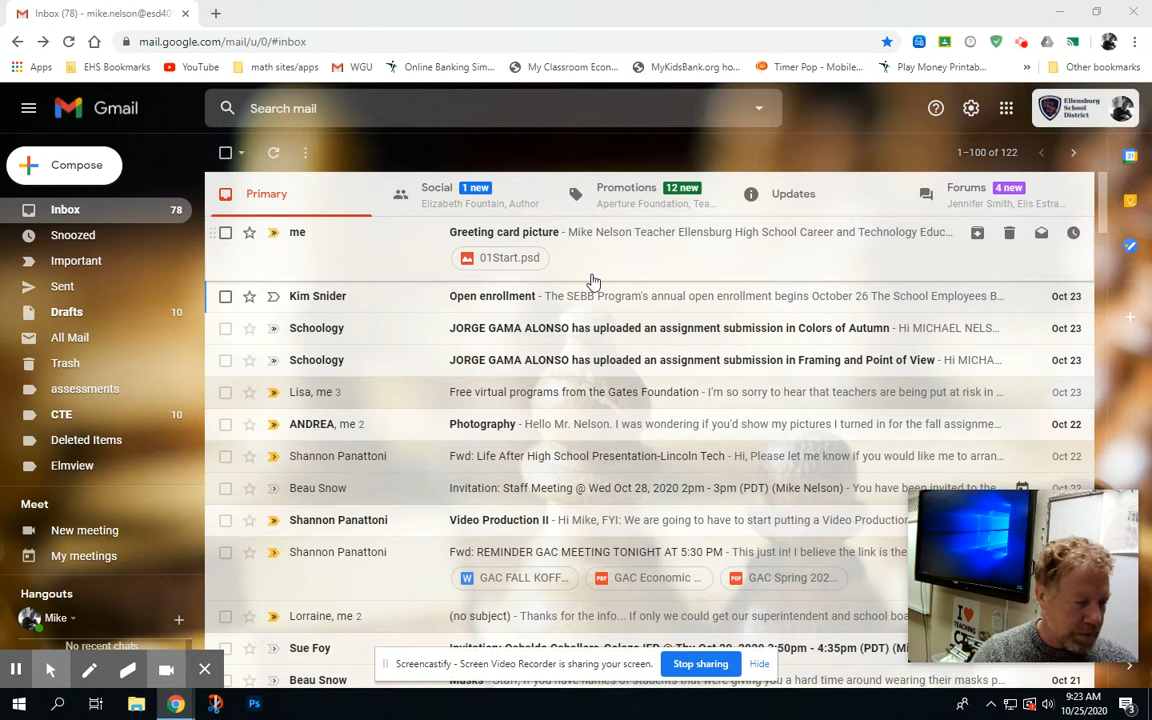 Inbox (78) - mike.nelson@esd40
mail.google.com/mail/u/0/#inbox
Apps EHS Bookmarks YouTube math sites/apps WGU Online Banking Sim... My Classroom Econ... MyKidsBank.org ho... Timer Pop - Mobile... Play Money Printab... » Other bookmarks
Gmail Search mail Ellensburg School District
Compose 1–100 of 122
Primary Social 1 new Elizabeth Fountain, Author Promotions 12 new Aperture Foundation, Tea... Updates Forums 4 new Jennifer Smith, Elis Estra...
Inbox 78
Snoozed
Important
Sent
Drafts 10
All Mail
Trash
assessments
CTE 10
Deleted Items
Elmview
Meet
New meeting
My meetings
Hangouts
Mike
No recent chats
me Greeting card picture - Mike Nelson Teacher Ellensburg High School Career and Technology Educ...
01Start.psd
Kim Snider Open enrollment - The SEBB Program's annual open enrollment begins October 26 The School Employees B... Oct 23
Schoology JORGE GAMA ALONSO has uploaded an assignment submission in Colors of Autumn - Hi MICHAEL NELS... Oct 23
Schoology JORGE GAMA ALONSO has uploaded an assignment submission in Framing and Point of View - Hi MICHA... Oct 23
Lisa, me 3 Free virtual programs from the Gates Foundation - I'm so sorry to hear that teachers are being put at risk in ... Oct 23
ANDREA, me 2 Photography - Hello Mr. Nelson. I was wondering if you'd show my pictures I turned in for the fall assignme... Oct 22
Shannon Panattoni Fwd: Life After High School Presentation-Lincoln Tech - Hi, Please let me know if you would like me to arran... Oct 22
Beau Snow Invitation: Staff Meeting @ Wed Oct 28, 2020 2pm - 3pm (PDT) (Mike Nelson) - You have been invited to the Oct 22
Shannon Panattoni Video Production II - Hi Mike, FYI: We are going to have to start putting a Video Production
Shannon Panattoni Fwd: REMINDER GAC MEETING TONIGHT AT 5:30 PM - This just in! I believe the link is the
GAC FALL KOFF... PDF GAC Economic ... PDF GAC Spring 202...
Lorraine, me 2 (no subject) - Thanks for the info... If only we could get our superintendent and school boar
Sue Foy 2:50pm - 4:35pm (PDT) (Mi
Screencastify - Screen Video Recorder is sharing your screen. Stop sharing Hide
Beau Snow Masks - Staff, If you have names of students that were giving you a hard time around wearing their masks p... Oct 21
I ♥ TEACHING
9:23 AM
10/25/2020
3